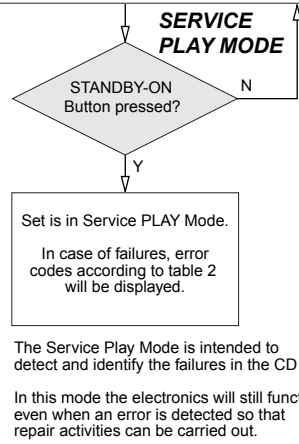 SERVICE
PLAY MODE
STANDBY-ON
Button pressed?
N
Y
Set is in Service PLAY Mode.
In case of failures, error
codes according to table 2
will be displayed.
The Service Play Mode is intended to
detect and identify the failures in the CD
In this mode the electronics will still
even when an error is detected so that
repair activities can be carried out.